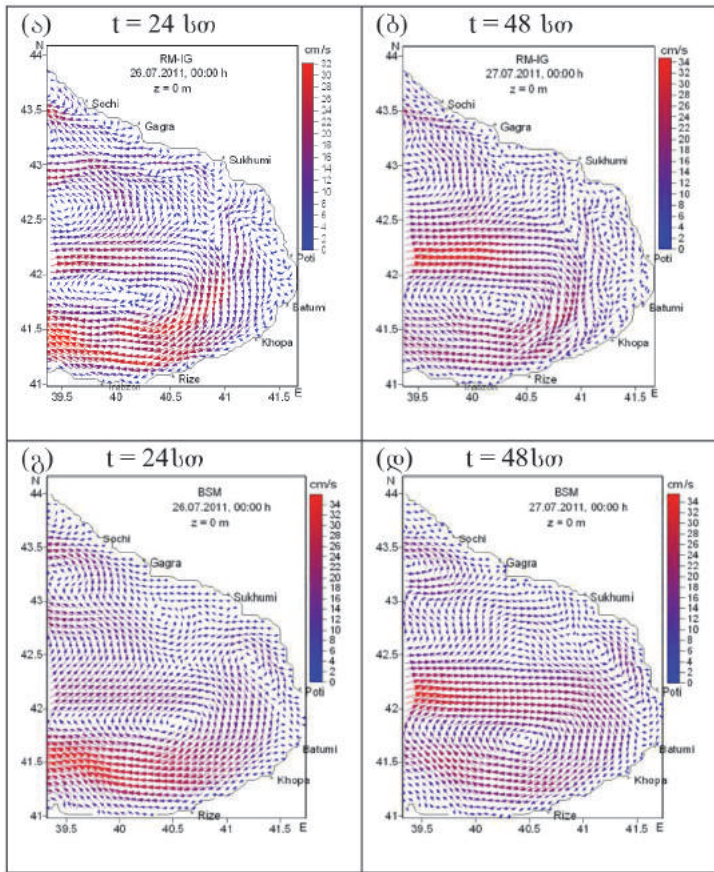 (ა) t = 24 სთ
N
44
43.5
43
42.5
42
41.5
41
39.5 40 40.5 41 41.5 E
RM-IG
26.07.2011, 00:00 h
z = 0 m
cm/s
32
30
28
26
24
22
20
18
16
14
12
10
8
6
4
2
0
Sochi
Gagra
Sukhumi
Poti
Batumi
Khopa
Rize
Trabzon
(ბ) t = 48 სთ
N
44
43.5
43
42.5
42
41.5
41
39.5 40 40.5 41 41.5 E
RM-IG
27.07.2011, 00:00 h
z = 0 m
cm/s
34
32
30
28
26
24
22
20
18
16
14
12
10
8
6
4
2
0
Sochi
Gagra
Sukhumi
Poti
Batumi
Khopa
Rize
(გ) t = 24სთ
N
44
43.5
43
42.5
42
41.5
41
39.5 40 40.5 41 41.5 E
BSM
26.07.2011, 00:00 h
z = 0 m
cm/s
34
32
30
28
26
24
22
20
18
16
14
12
10
8
6
4
2
0
Sochi
Gagra
Sukhumi
Poti
Batumi
Khopa
Rize
(დ) t = 48სთ
N
44
43.5
43
42.5
42
41.5
41
39.5 40 40.5 41 41.5 E
BSM
27.07.2011, 00:00 h
z = 0 m
cm/s
34
32
30
28
26
24
22
20
18
16
14
12
10
8
6
4
2
0
Sochi
Gagra
Sukhumi
Poti
Batumi
Khopa
Rize